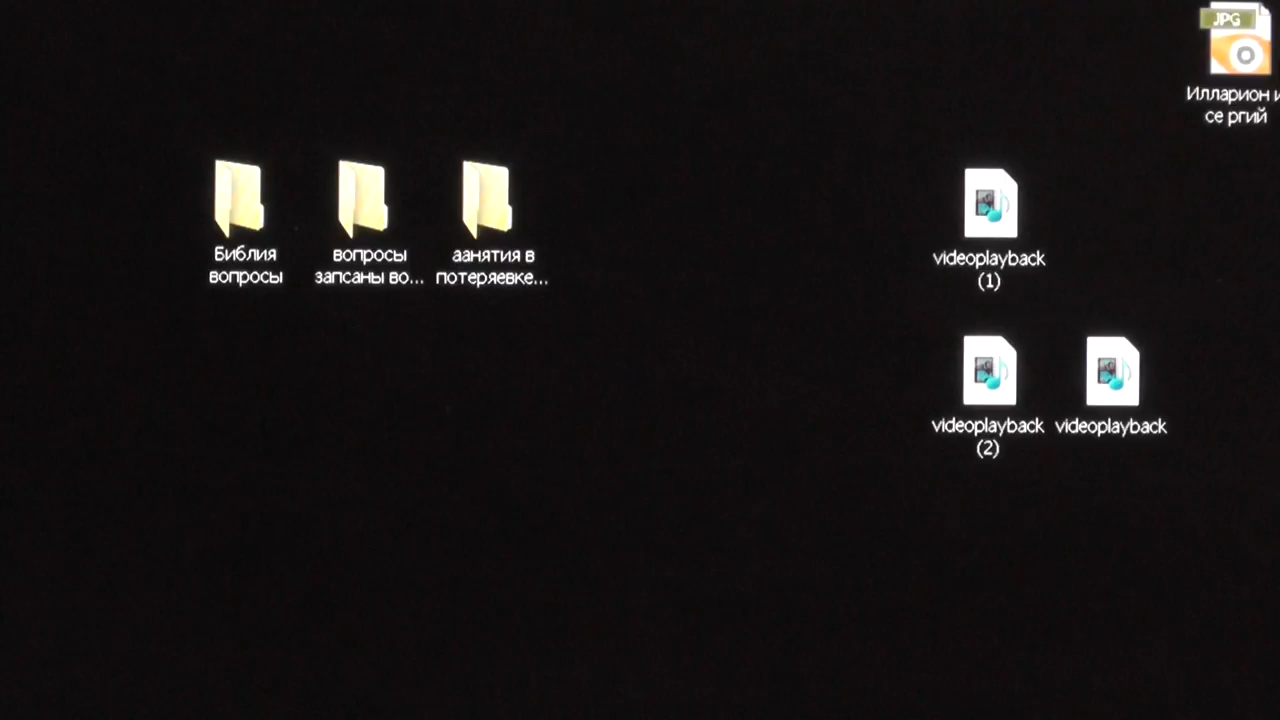 JPG
Илларион и
се ргий
Библия
вопросы
вопросы
запсаны во...
аанятия в
потеряевке...
videoplayback
(1)
videoplayback
(2)
videoplayback